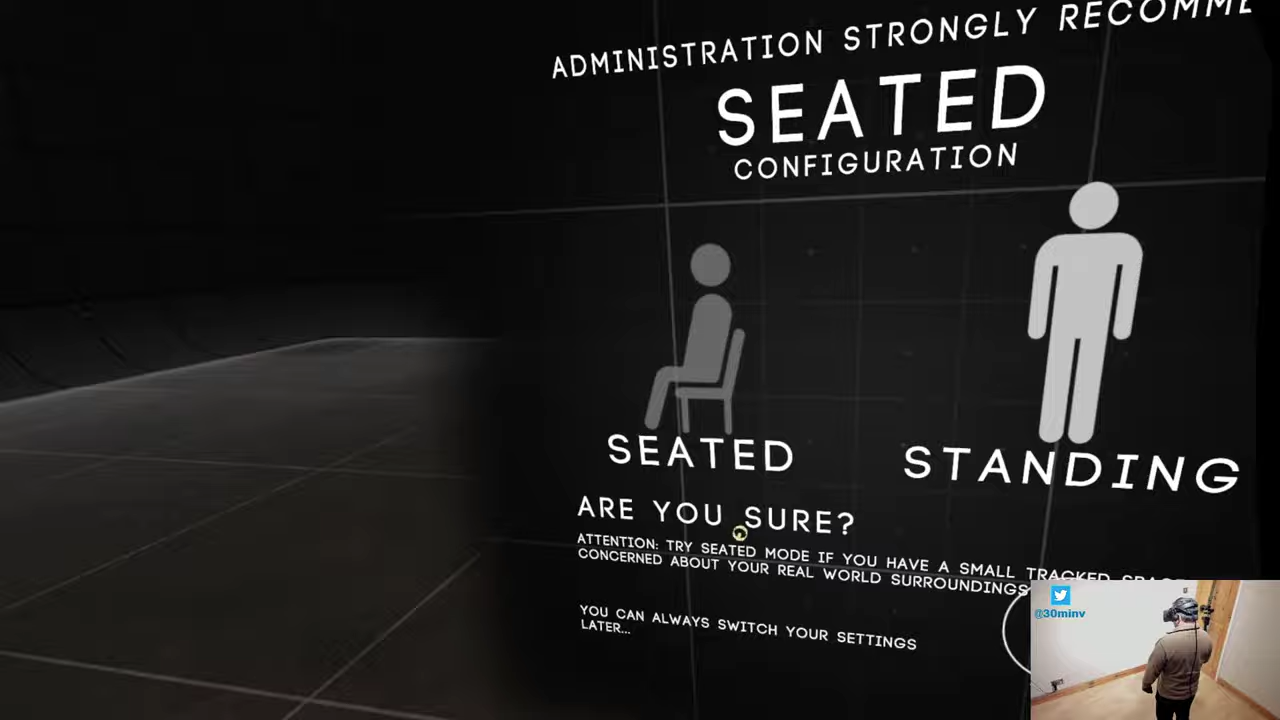 ADMINISTRATION STRONGLY
SEATED
CONFIGURATION
SEATED
STANDING
ARE YOU SURE?
ATTENTION: TRY SEATED MODE IF YOU HAVE A SMALL TRACKED
CONCERNED ABOUT YOUR REAL WORLD SURROUNDINGS
YOU CAN ALWAYS SWITCH YOUR SETTINGS
LATER...
@30minv